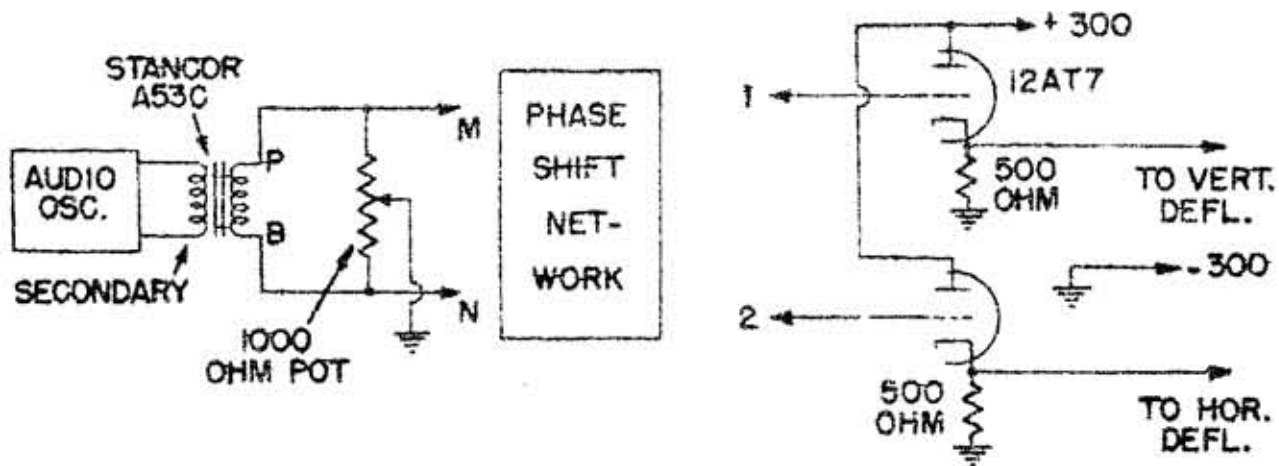 STANCOR
A53C
AUDIO
OSC.
P
B
SECONDARY
1000
OHM POT
M
N
PHASE
SHIFT
NET-
WORK
+ 300
12AT7
1
500
OHM
TO VERT.
DEFL.
- 300
2
500
OHM
TO HOR.
DEFL.